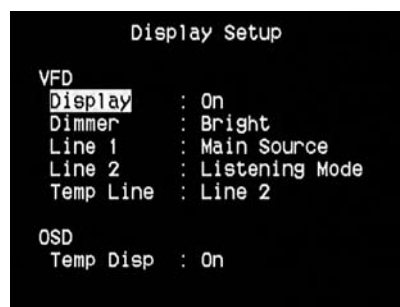 Display Setup
VFD
Display : On
Dimmer : Bright
Line 1 : Main Source
Line 2 : Listening Mode
Temp Line : Line 2
OSD
Temp Disp : On